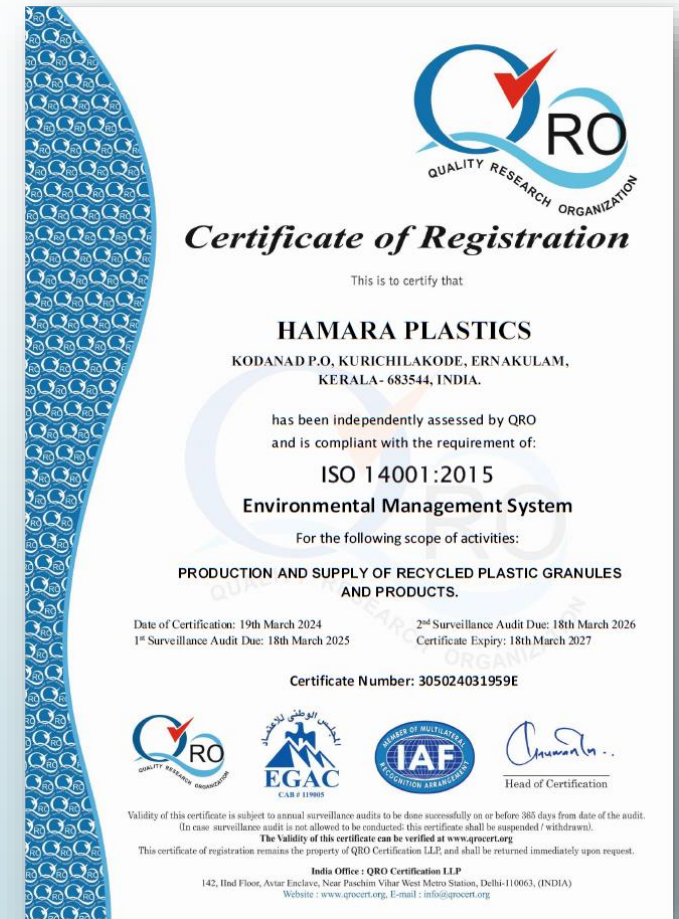 QRO
QUALITY RESEARCH ORGANIZATION
Certificate of Registration
This is to certify that
HAMARA PLASTICS
KODANAD P.O, KURICHILAKODE, ERNAKULAM,
KERALA- 683544, INDIA.
has been independently assessed by QRO
and is compliant with the requirement of:
ISO 14001:2015
Environmental Management System
For the following scope of activities:
PRODUCTION AND SUPPLY OF RECYCLED PLASTIC GRANULES
AND PRODUCTS.
Date of Certification: 19th March 2024
1st Surveillance Audit Due: 18th March 2025
2nd Surveillance Audit Due: 18th March 2026
Certificate Expiry: 18th March 2027
Certificate Number: 305024031959E
QRO
QUALITY RESEARCH ORGANIZATION
المجلس الوطني للاعتماد
EGAC
CAB # 119005
MEMBER OF MULTILATERAL
IAF
RECOGNITION ARRANGEMENT
Head of Certification
Validity of this certificate is subject to annual surveillance audits to be done successfully on or before 365 days from date of the audit.
(In case surveillance audit is not allowed to be conducted; this certificate shall be suspended / withdrawn).
The Validity of this certificate can be verified at www.qrocert.org
This certificate of registration remains the property of QRO Certification LLP, and shall be returned immediately upon request.
India Office : QRO Certification LLP
142, IInd Floor, Avtar Enclave, Near Paschim Vihar West Metro Station, Delhi-110063, (INDIA)
Website : www.qrocert.org, E-mail : info@qrocert.org